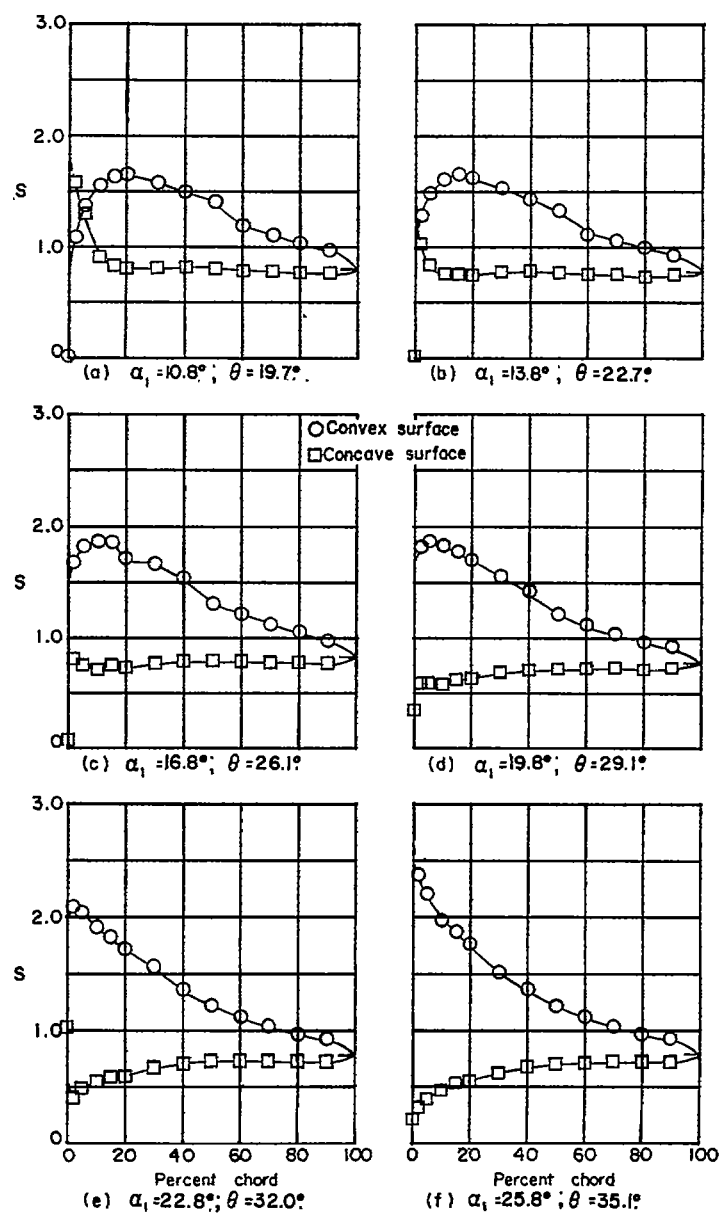 3.0
2.0
S
1.0
0
(a) α₁ =10.8°; θ =19.7°.
(b) α₁ =13.8°; θ =22.7°.
3.0
○ Convex surface
□ Concave surface
2.0
S
1.0
0
(c) α₁ =16.8°; θ =26.1°.
(d) α₁ =19.8°; θ =29.1°.
3.0
2.0
S
1.0
0
0 20 40 60 80 100
0 20 40 60 80 100
Percent chord
Percent chord
(e) α₁ =22.8°; θ =32.0°.
(f) α₁ =25.8°; θ =35.1°.